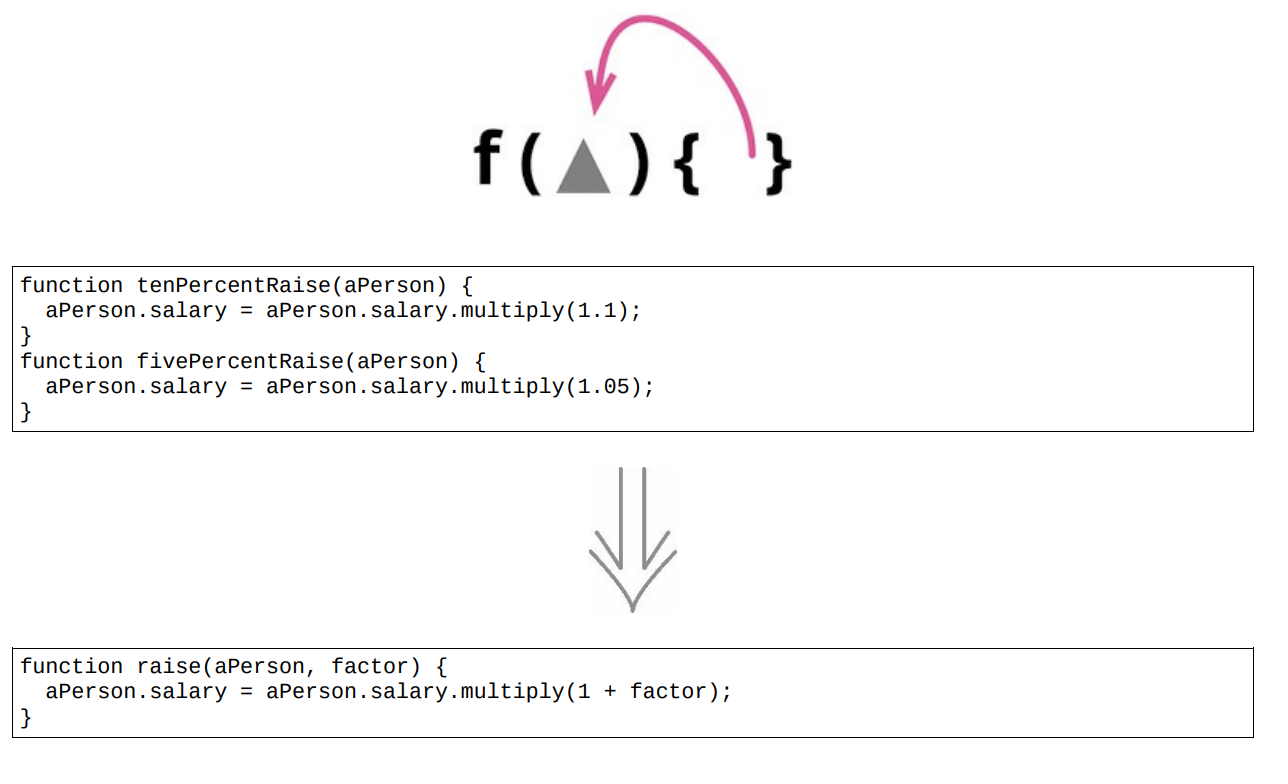 f( ){ }
function tenPercentRaise(aPerson) {
  aPerson.salary = aPerson.salary.multiply(1.1);
}
function fivePercentRaise(aPerson) {
  aPerson.salary = aPerson.salary.multiply(1.05);
}
function raise(aPerson, factor) {
  aPerson.salary = aPerson.salary.multiply(1 + factor);
}